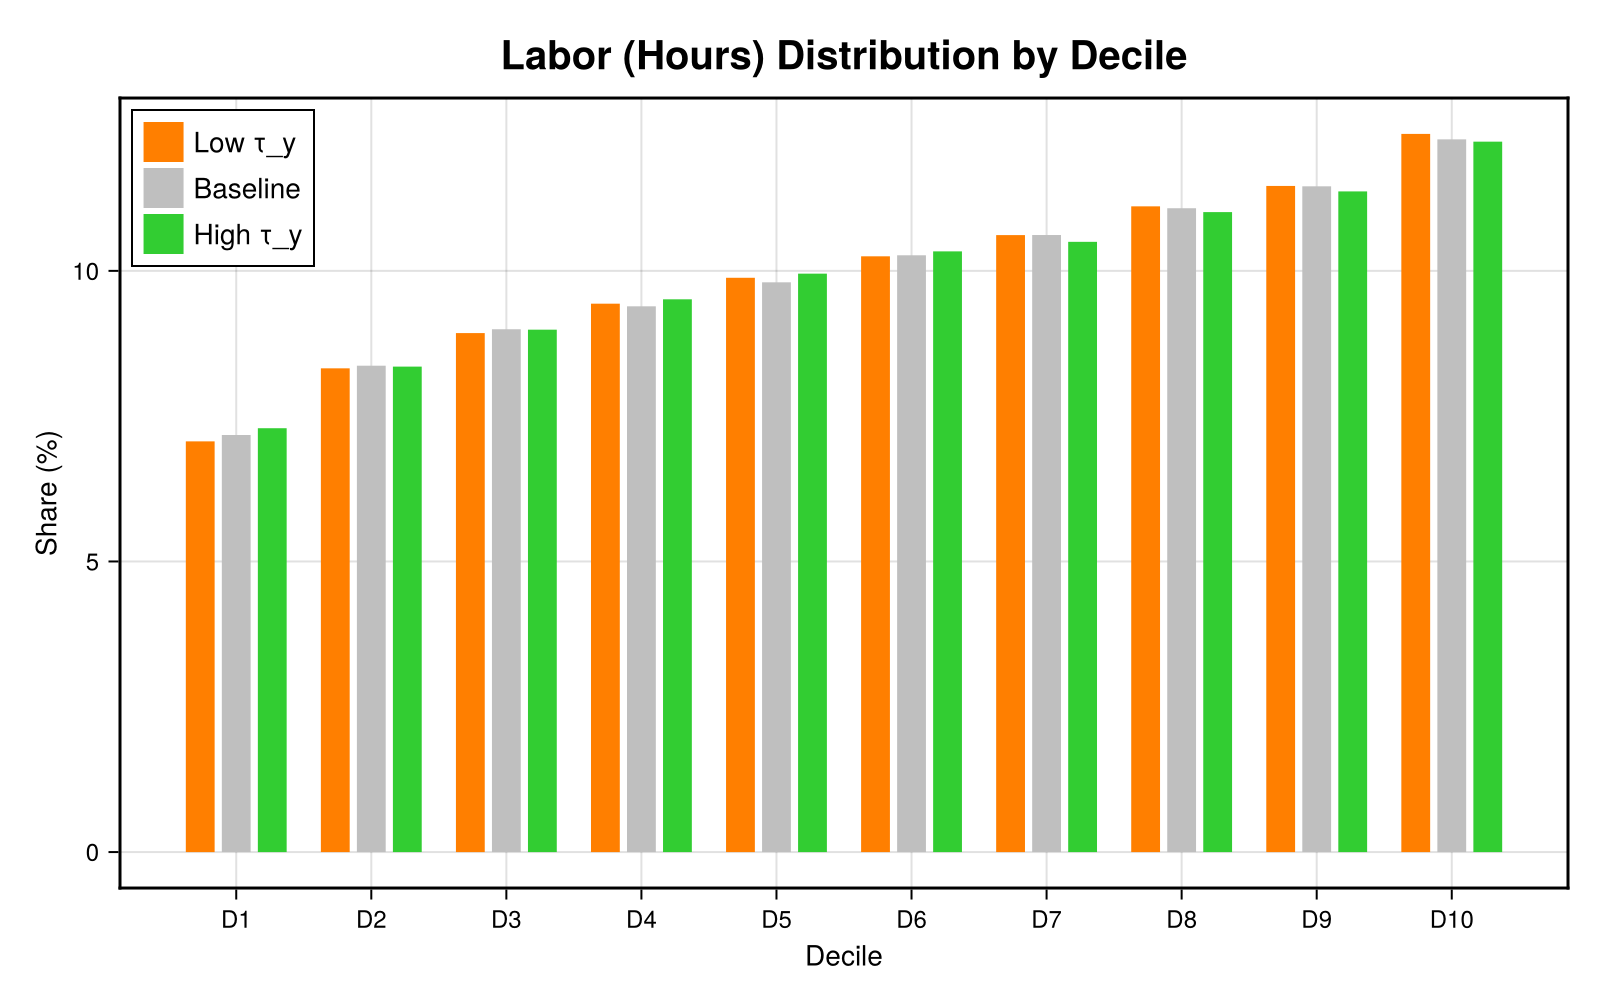 Labor (Hours) Distribution by Decile
Low τ_y
Baseline
High τ_y
10
5
0
Share (%)
D1 D2 D3 D4 D5 D6 D7 D8 D9 D10
Decile